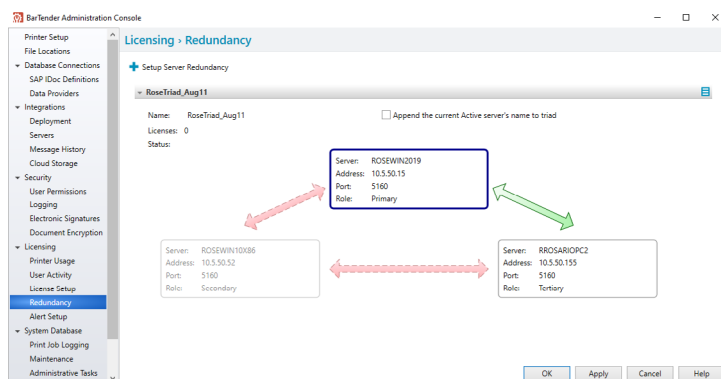 BarTender Administration Console
Printer Setup
File Locations
Database Connections
SAP IDoc Definitions
Data Providers
Integrations
Deployment
Servers
Message History
Cloud Storage
Security
User Permissions
Logging
Electronic Signatures
Document Encryption
Licensing
Printer Usage
User Activity
License Setup
Redundancy
Alert Setup
System Database
Print Job Logging
Maintenance
Administrative Tasks
Licensing › Redundancy
Setup Server Redundancy
RoseTriad_Aug11
Name: RoseTriad_Aug11
Append the current Active server's name to triad
Licenses: 0
Status:
Server: ROSEWIN2019
Address: 10.5.50.15
Port: 5160
Role: Primary
Server: ROSEWIN10X86
Address: 10.5.50.52
Port: 5160
Role: Secondary
Server: RROSARIOPC2
Address: 10.5.50.155
Port: 5160
Role: Tertiary
OK Apply Cancel Help